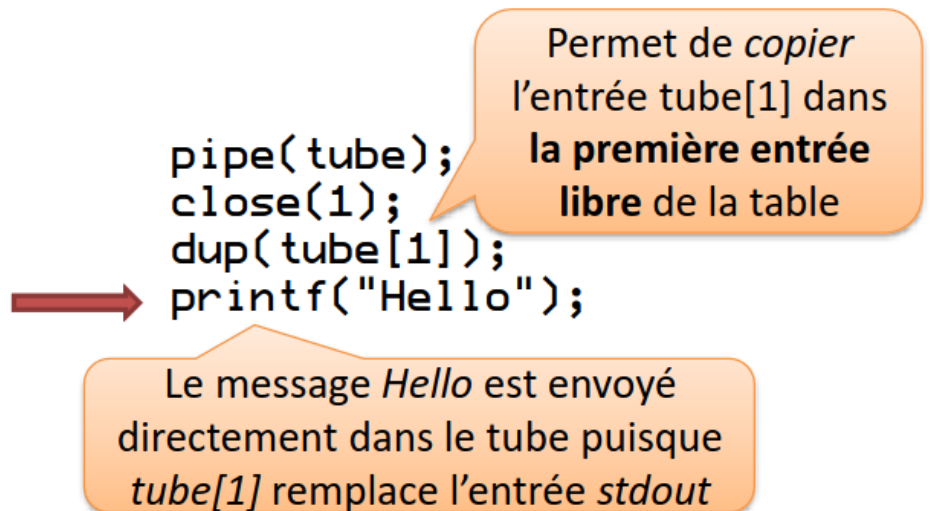 Permet de copier
l'entrée tube[1] dans
la première entrée
libre de la table
pipe(tube);
close(1);
dup(tube[1]);
printf("Hello");
Le message Hello est envoyé
directement dans le tube puisque
tube[1] remplace l'entrée stdout